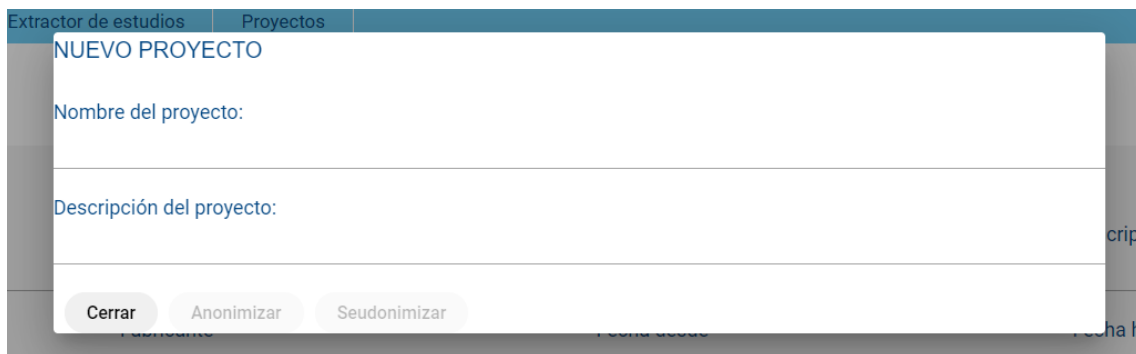 Extractor de estudios Proyectos
NUEVO PROYECTO
Nombre del proyecto:
Descripción del proyecto:
Cerrar Anonimizar Seudonimizar